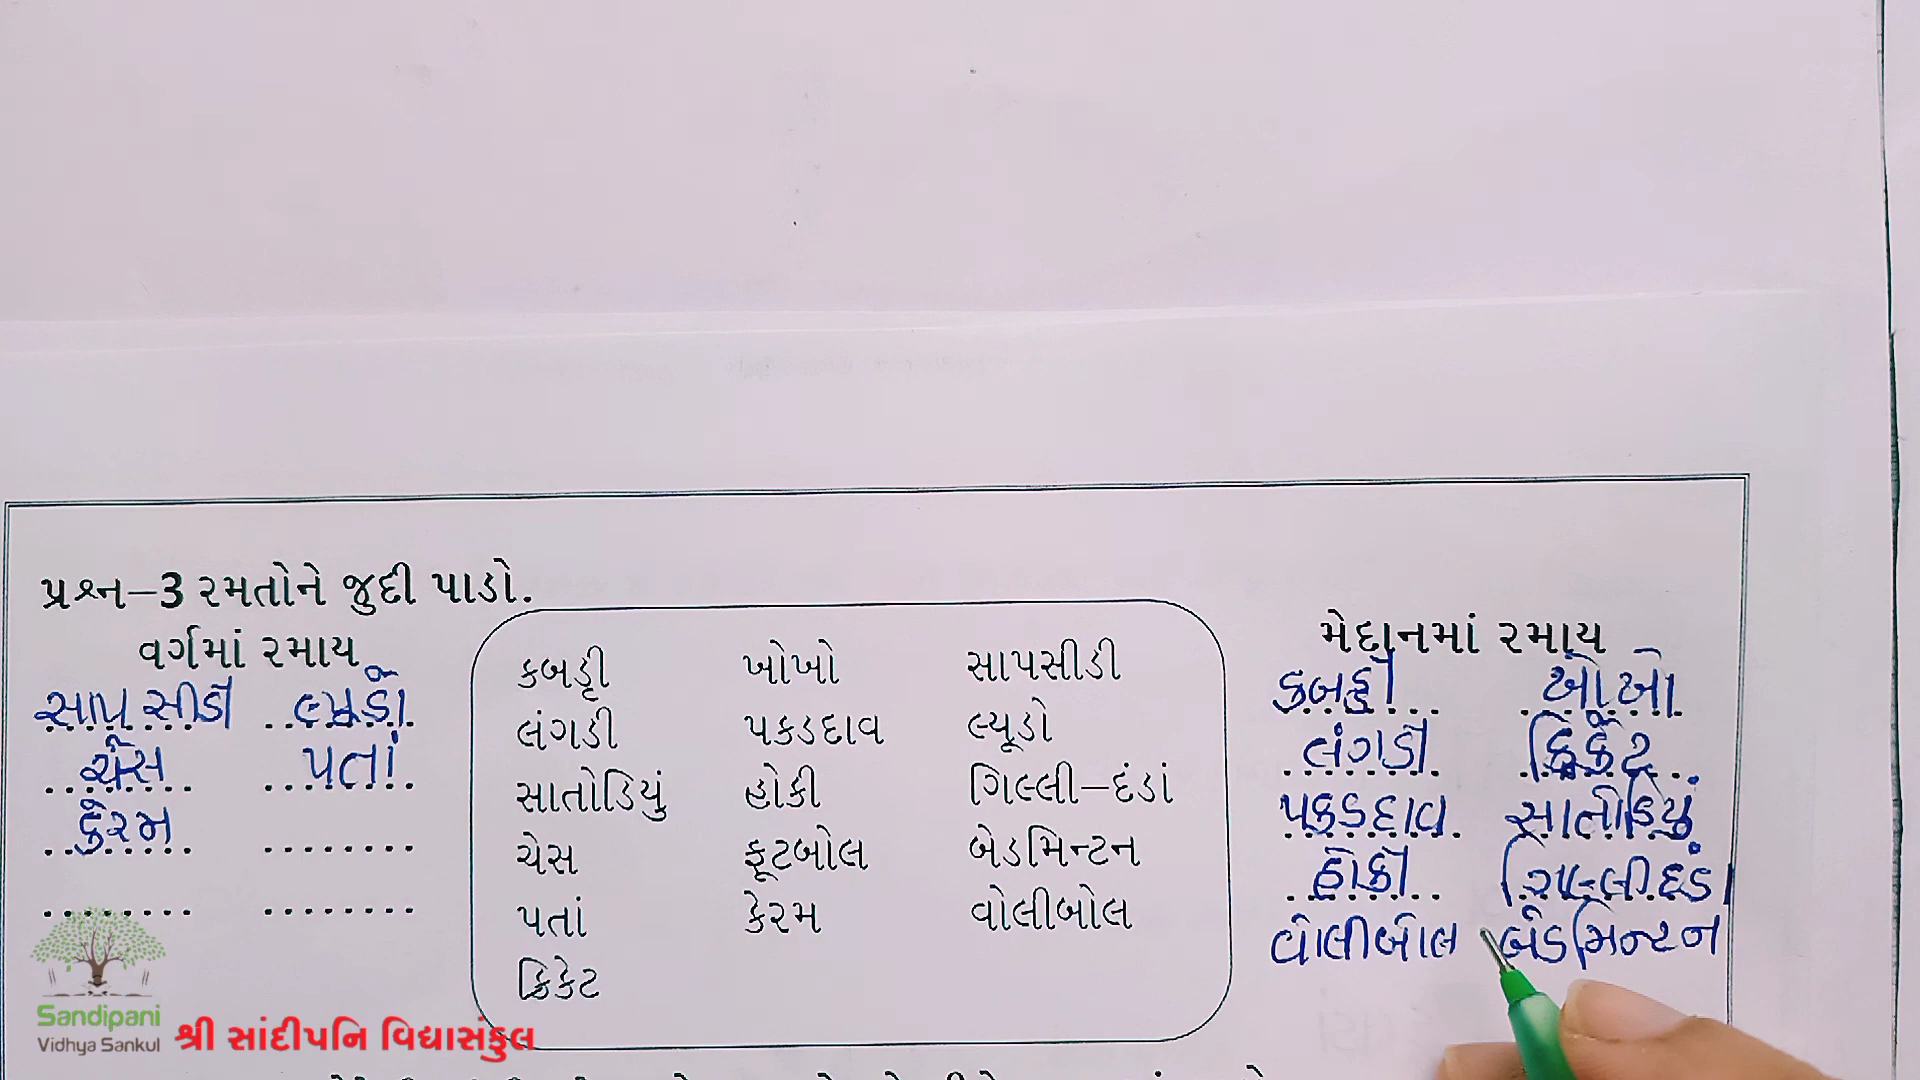 પ્રશ્ન–3 રમતોને જુદી પાડો.
વર્ગમાં રમાય
સાપસીડી લ્યુડો
ચેસ પતાં
કેરમ
કબડ્ડી ખોખો સાપસીડી
લંગડી પકડદાવ લ્યૂડો
સાતોડિયું હોકી ગિલ્લી–દંડાં
ચેસ ફૂટબોલ બેડમિન્ટન
પતાં કેરમ વોલીબોલ
ક્રિકેટ
મેદાનમાં રમાય
કબડ્ડી ખોખો
લંગડી ક્રિકેટ
પકડદાવ સાતોડિયું
હોકી ગિલ્લીદંડા
વોલીબોલ બેડમિન્ટન
Sandipani
Vidhya Sankul
શ્રી સાંદીપનિ વિદ્યાસંકુલ